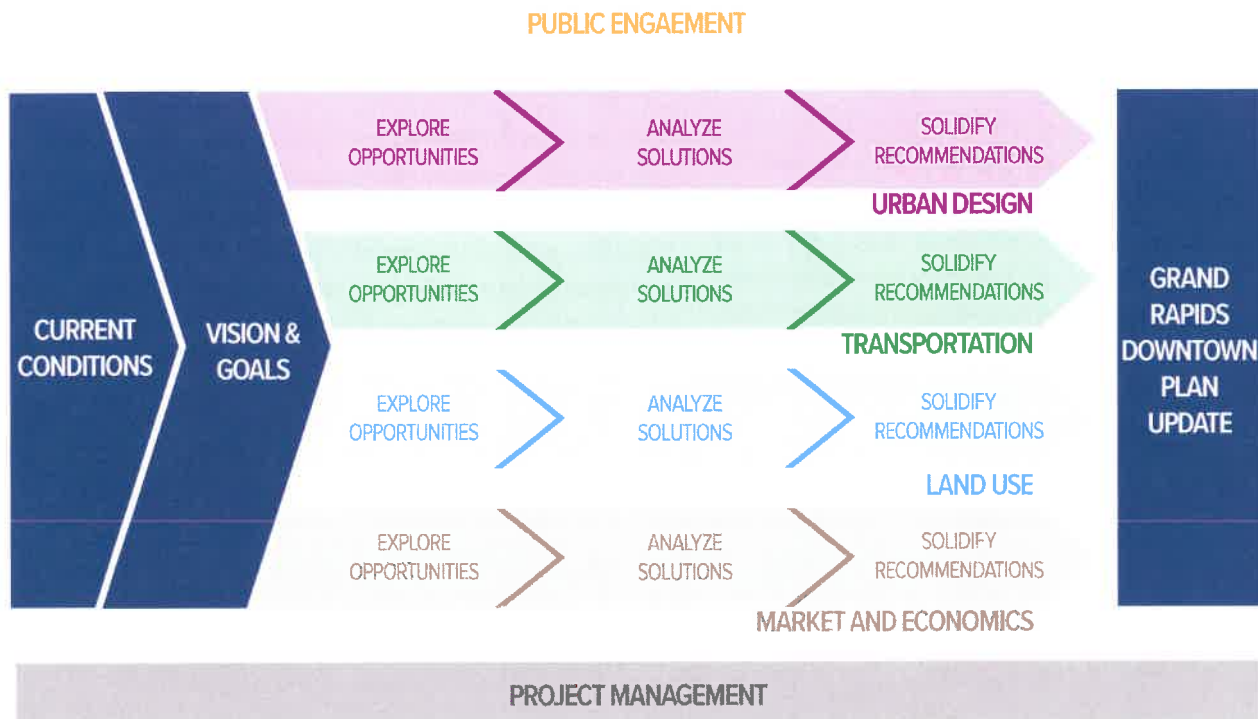 PUBLIC ENGAEMENT
CURRENT
CONDITIONS
VISION &
GOALS
EXPLORE
OPPORTUNITIES
ANALYZE
SOLUTIONS
SOLIDIFY
RECOMMENDATIONS
URBAN DESIGN
EXPLORE
OPPORTUNITIES
ANALYZE
SOLUTIONS
SOLIDIFY
RECOMMENDATIONS
TRANSPORTATION
EXPLORE
OPPORTUNITIES
ANALYZE
SOLUTIONS
SOLIDIFY
RECOMMENDATIONS
LAND USE
EXPLORE
OPPORTUNITIES
ANALYZE
SOLUTIONS
SOLIDIFY
RECOMMENDATIONS
MARKET AND ECONOMICS
GRAND
RAPIDS
DOWNTOWN
PLAN
UPDATE
PROJECT MANAGEMENT